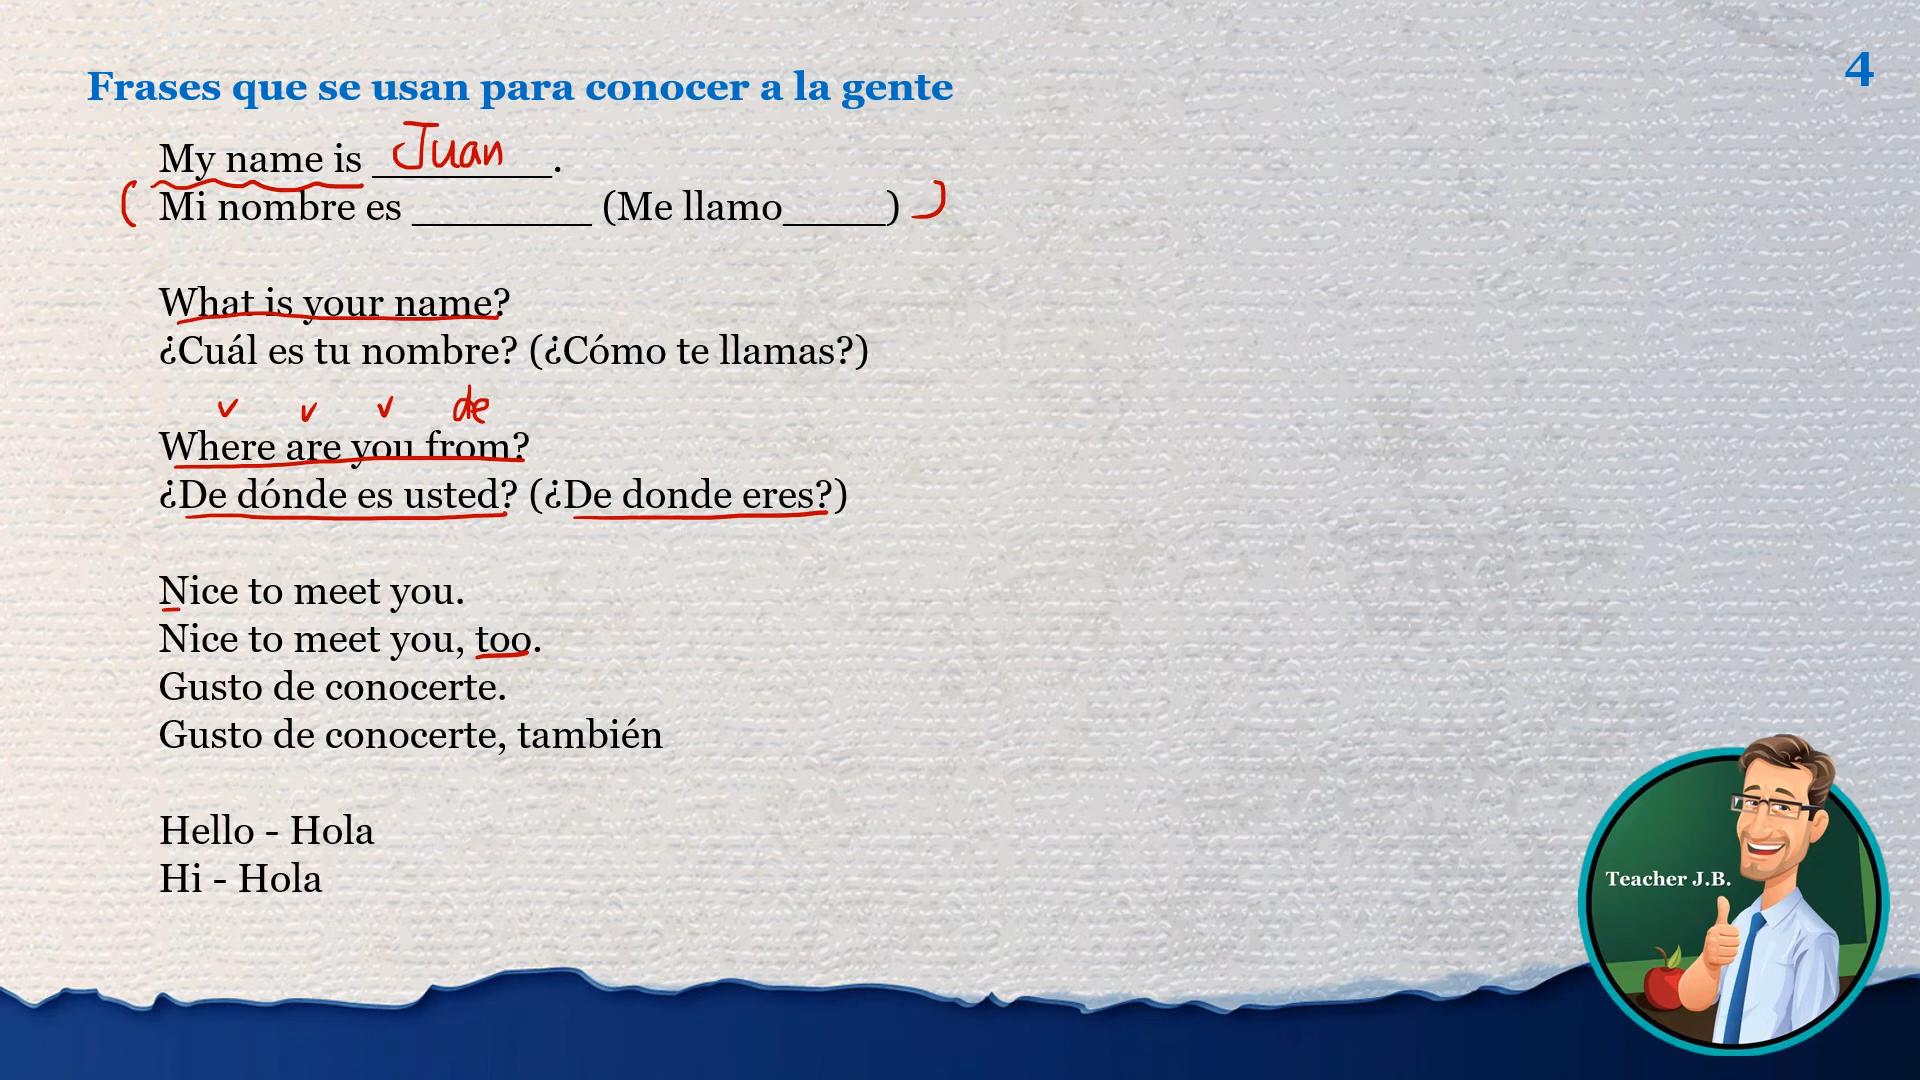 Frases que se usan para conocer a la gente
4
My name is Juan.
Mi nombre es _________ (Me llamo_____)
What is your name?
¿Cuál es tu nombre? (¿Cómo te llamas?)
de
Where are you from?
¿De dónde es usted? (¿De donde eres?)
Nice to meet you.
Nice to meet you, too.
Gusto de conocerte.
Gusto de conocerte, también
Hello - Hola
Hi - Hola
Teacher J.B.